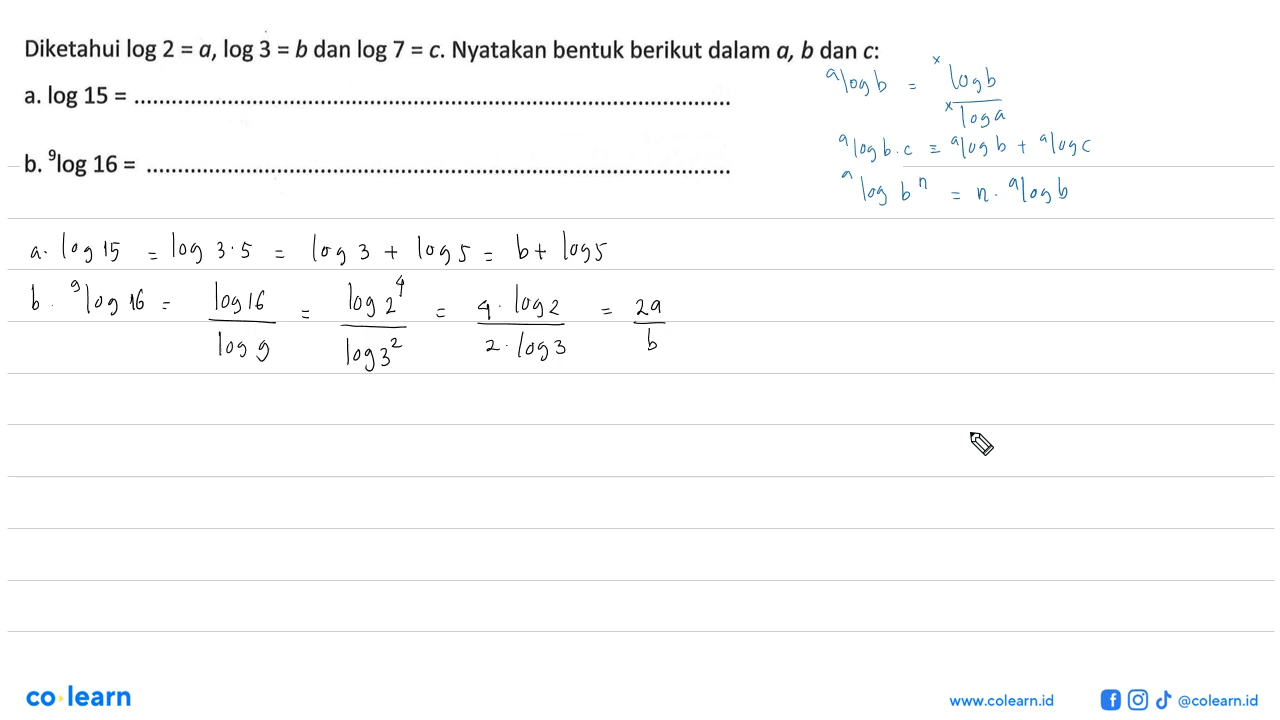 Diketahui log 2 = a, log 3 = b dan log 7 = c. Nyatakan bentuk berikut dalam a, b dan c:
a. log 15 = ....................
b. ⁹log 16 = ....................
ᵃlog b = ˣlog b / ˣlog a
ᵃlog b.c = ᵃlog b + ᵃlog c
ᵃlog bⁿ = n. ᵃlog b
a. log 15 = log 3.5 = log 3 + log 5 = b + log 5
b. ⁹log 16 = log 16 / log 9 = log 2⁴ / log 3² = 4. log 2 / 2. log 3 = 2a / b
co learn
www.colearn.id
@colearn.id